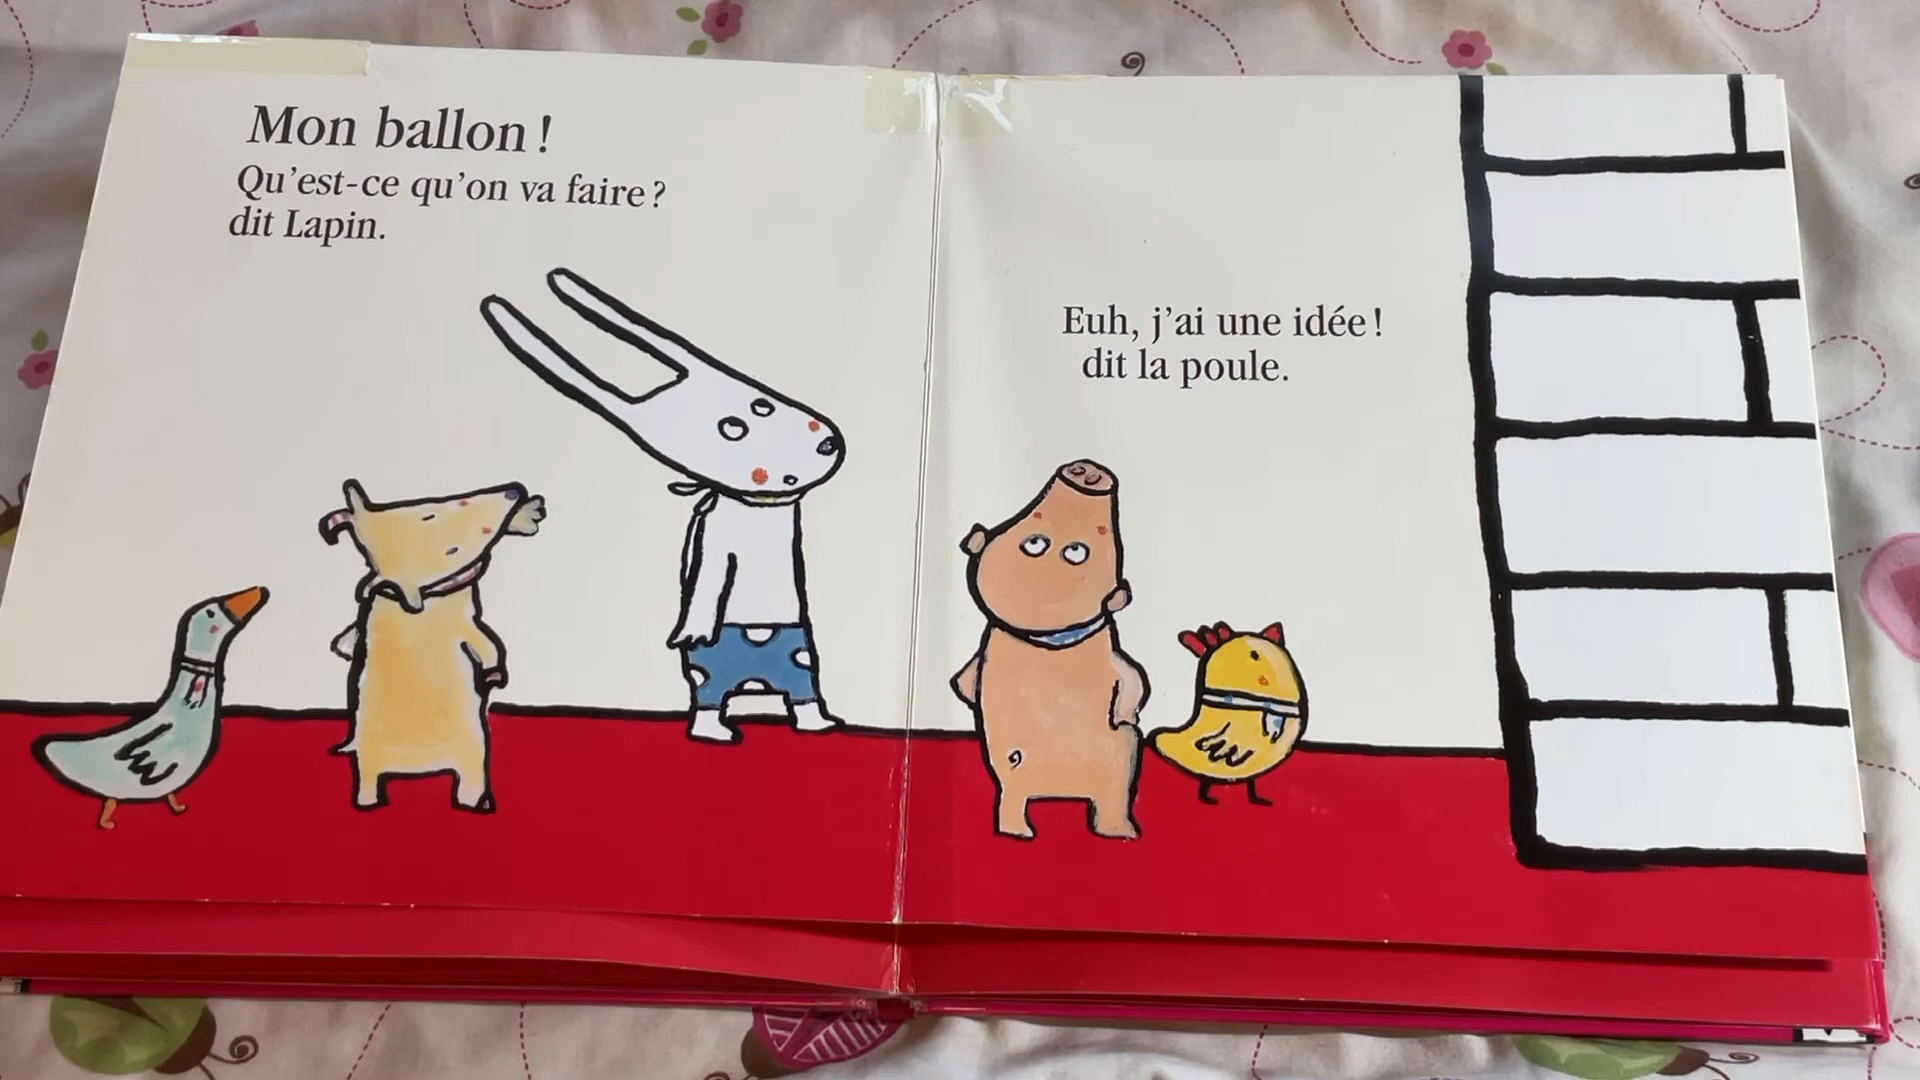 Mon ballon !
Qu'est-ce qu'on va faire ?
dit Lapin.
Euh, j'ai une idée !
dit la poule.